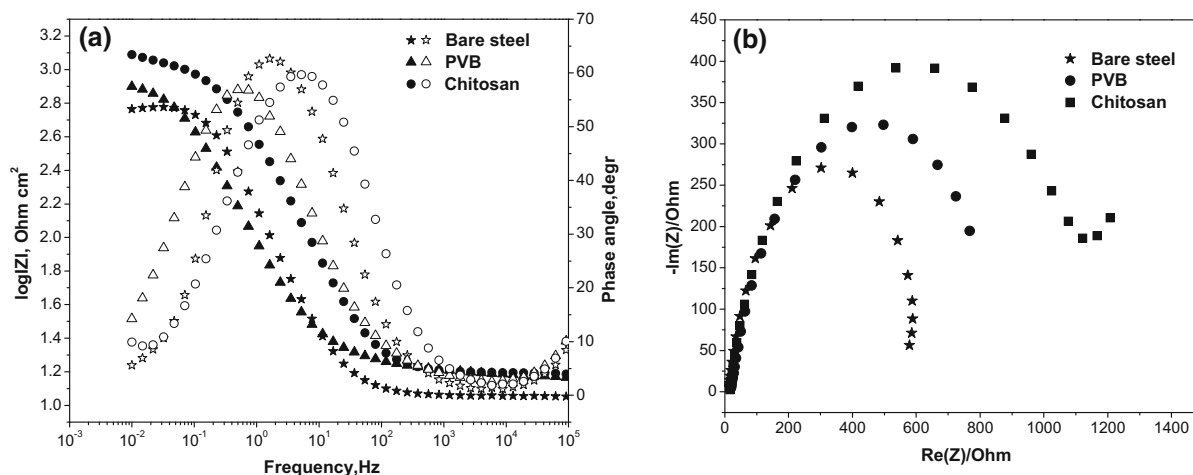 (a)
Bare steel
PVB
Chitosan
log|Z|, Ohm cm²
3.2
3.0
2.8
2.6
2.4
2.2
2.0
1.8
1.6
1.4
1.2
1.0
70
60
50
40
30
20
10
0
Phase angle,degr
10⁻³ 10⁻² 10⁻¹ 10⁰ 10¹ 10² 10³ 10⁴ 10⁵
Frequency,Hz
(b)
Bare steel
PVB
Chitosan
-Im(Z)/Ohm
-450
400
350
300
250
200
150
100
50
0
0 200 400 600 800 1000 1200 1400
Re(Z)/Ohm